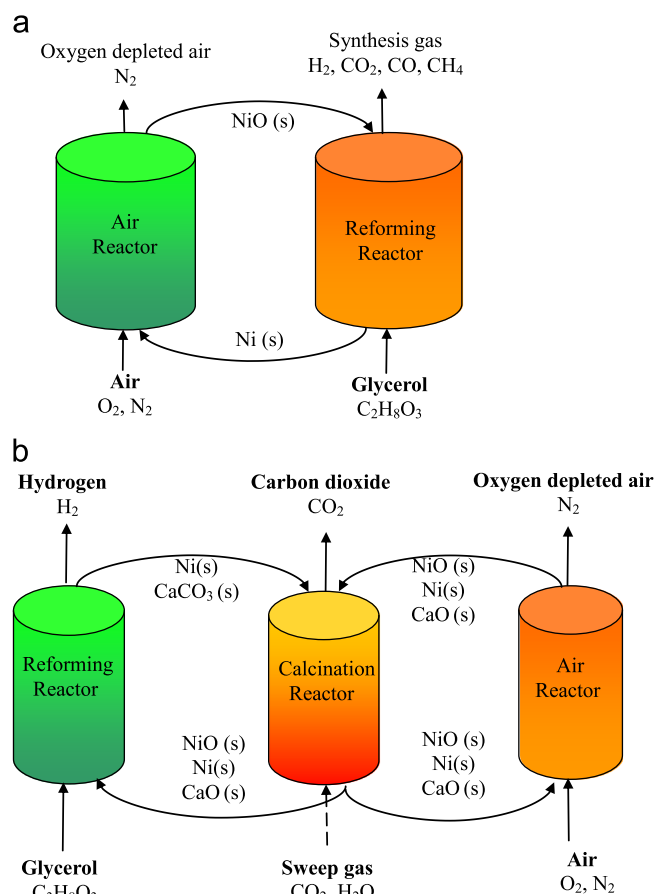 a
Oxygen depleted air
N₂
Synthesis gas
H₂, CO₂, CO, CH₄
NiO (s)
Air
Reactor
Reforming
Reactor
Ni (s)
Air
O₂, N₂
Glycerol
C₂H₈O₃
b
Hydrogen
H₂
Carbon dioxide
CO₂
Oxygen depleted air
N₂
Ni(s)
CaCO₃ (s)
NiO (s)
Ni(s)
CaO (s)
Reforming
Reactor
Calcination
Reactor
Air
Reactor
NiO (s)
Ni(s)
CaO (s)
NiO (s)
Ni(s)
CaO (s)
Glycerol
Sweep gas
CO₂, H₂O
Air
O₂, N₂